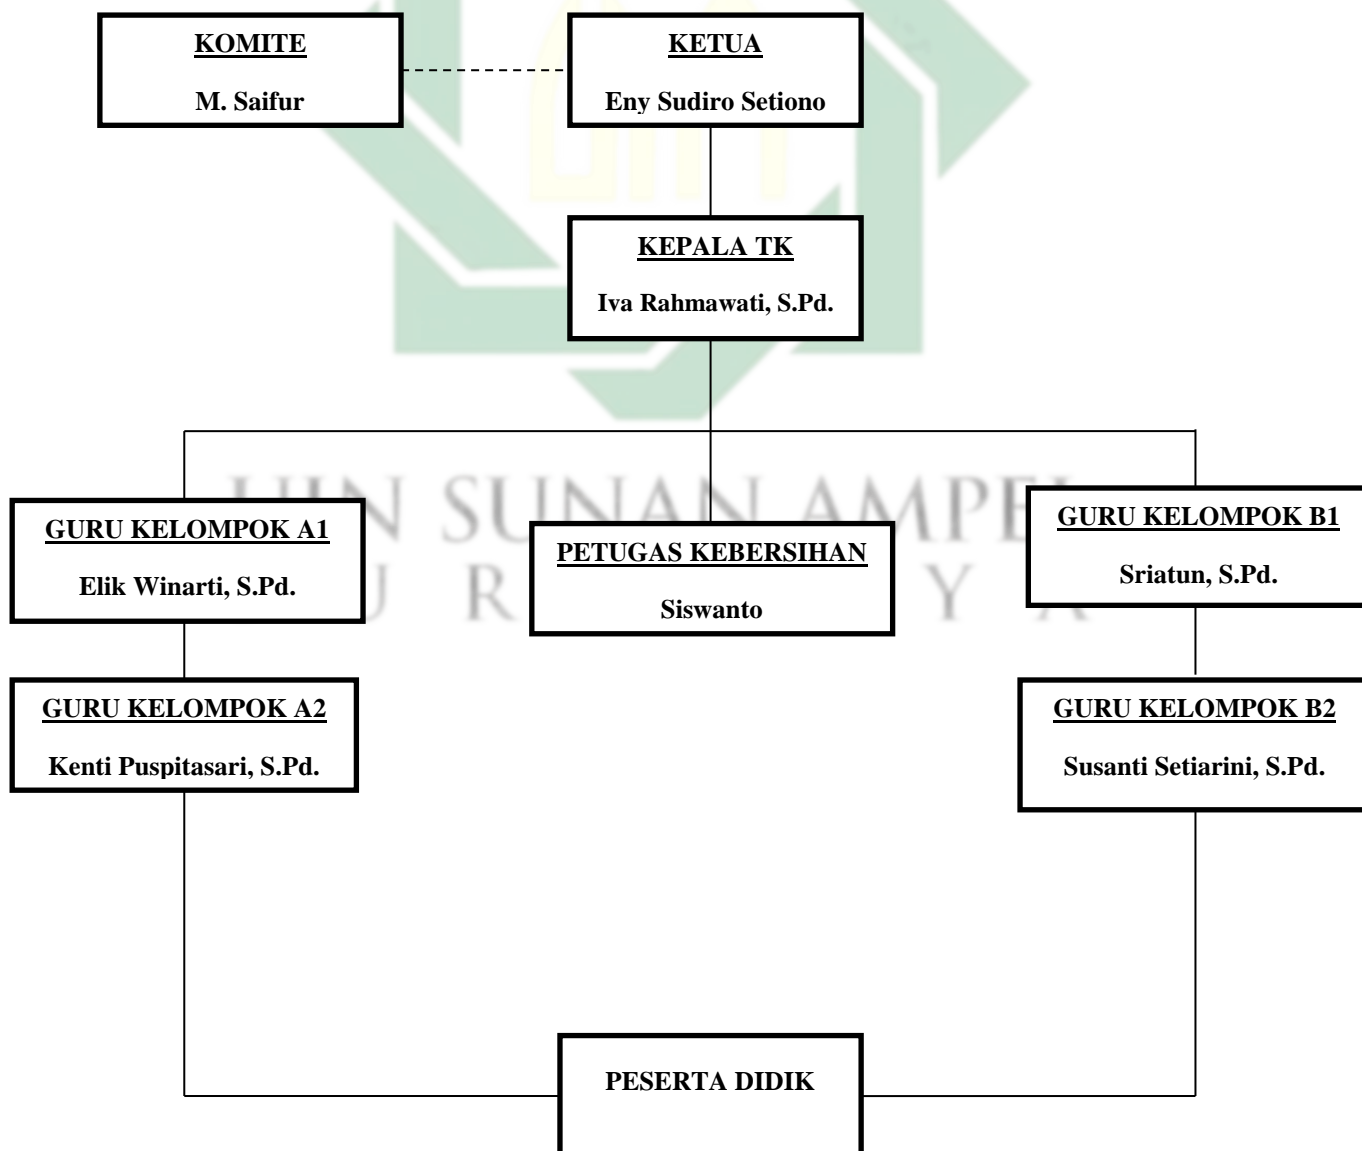 KOMITE
M. Saifur
KETUA
Eny Sudiro Setiono
KEPALA TK
Iva Rahmawati, S.Pd.
UIN SUNAN AMPEL
GURU KELOMPOK A1
Elik Winarti, S.Pd.
PETUGAS KEBERSIHAN
Siswanto
GURU KELOMPOK B1
Sriatun, S.Pd.
GURU KELOMPOK A2
Kenti Puspitasari, S.Pd.
GURU KELOMPOK B2
Susanti Setiarini, S.Pd.
PESERTA DIDIK